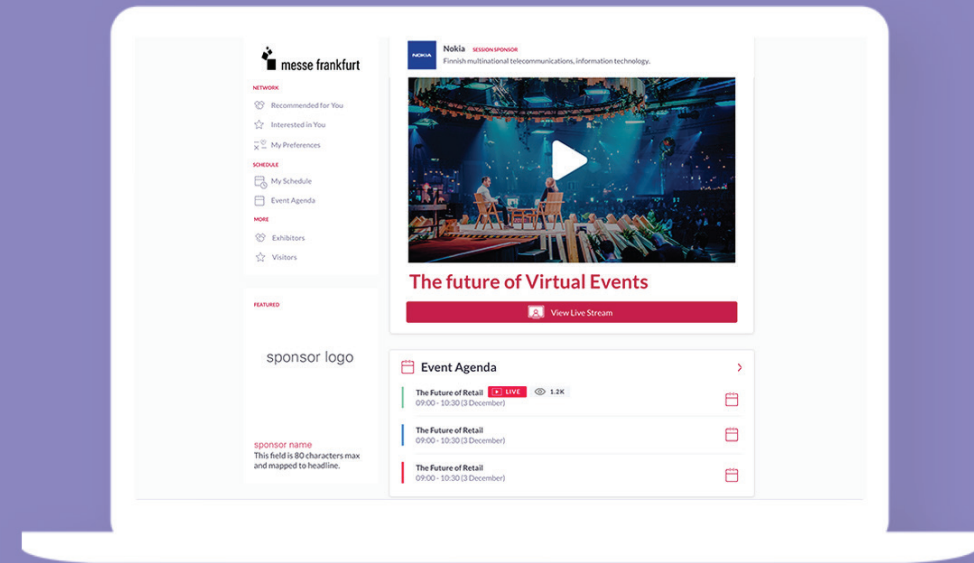 messe frankfurt
NETWORK
Recommended for You
Interested in You
My Preferences
SCHEDULE
My Schedule
Event Agenda
MORE
Exhibitors
Visitors
FEATURED
sponsor logo
sponsor name
This field is 80 characters max
and mapped to headline.
NOKIA
Nokia SESSION SPONSOR
Finnish multinational telecommunications, information technology.
The future of Virtual Events
View Live Stream
Event Agenda
The Future of Retail LIVE 1.2K
09:00 - 10:30 (3 December)
The Future of Retail
09:00 - 10:30 (3 December)
The Future of Retail
09:00 - 10:30 (3 December)